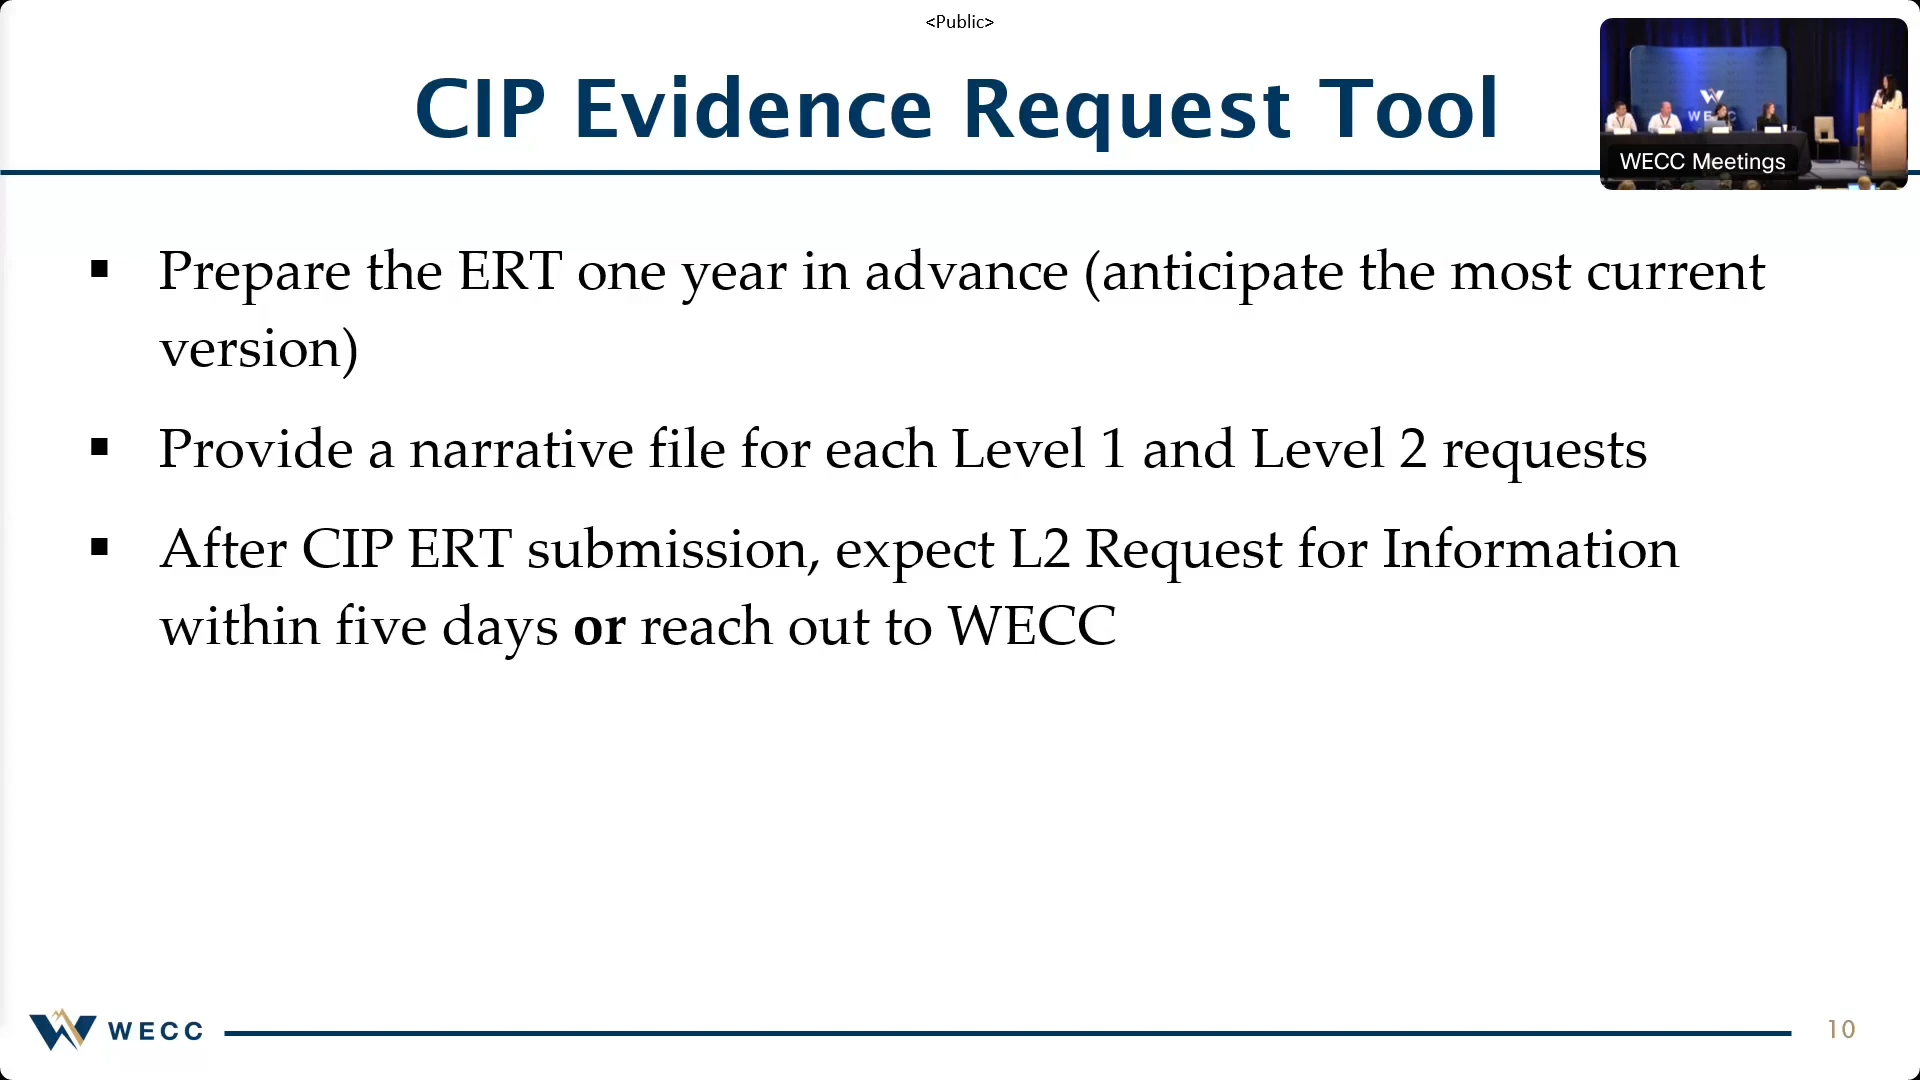 <Public>
CIP Evidence Request Tool
WECC
WECC Meetings
▪ Prepare the ERT one year in advance (anticipate the most current
version)
▪ Provide a narrative file for each Level 1 and Level 2 requests
▪ After CIP ERT submission, expect L2 Request for Information
within five days or reach out to WECC
WECC
10